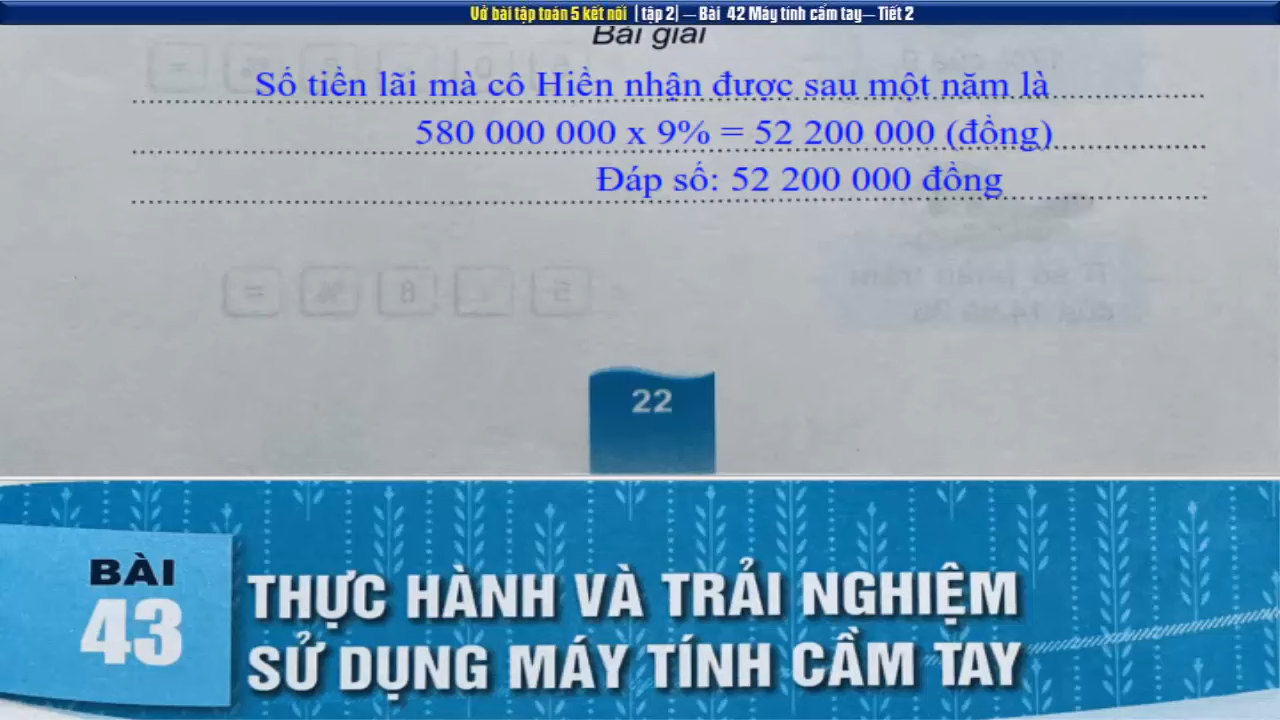 Vở bài tập toán 5 kết nối ( tập 2) – Bài 42 Máy tính cầm tay– Tiết 2
Bài giải
Số tiền lãi mà cô Hiền nhận được sau một năm là
580 000 000 x 9% = 52 200 000 (đồng)
Đáp số: 52 200 000 đồng
22
BÀI
43
THỰC HÀNH VÀ TRẢI NGHIỆM
SỬ DỤNG MÁY TÍNH CẦM TAY